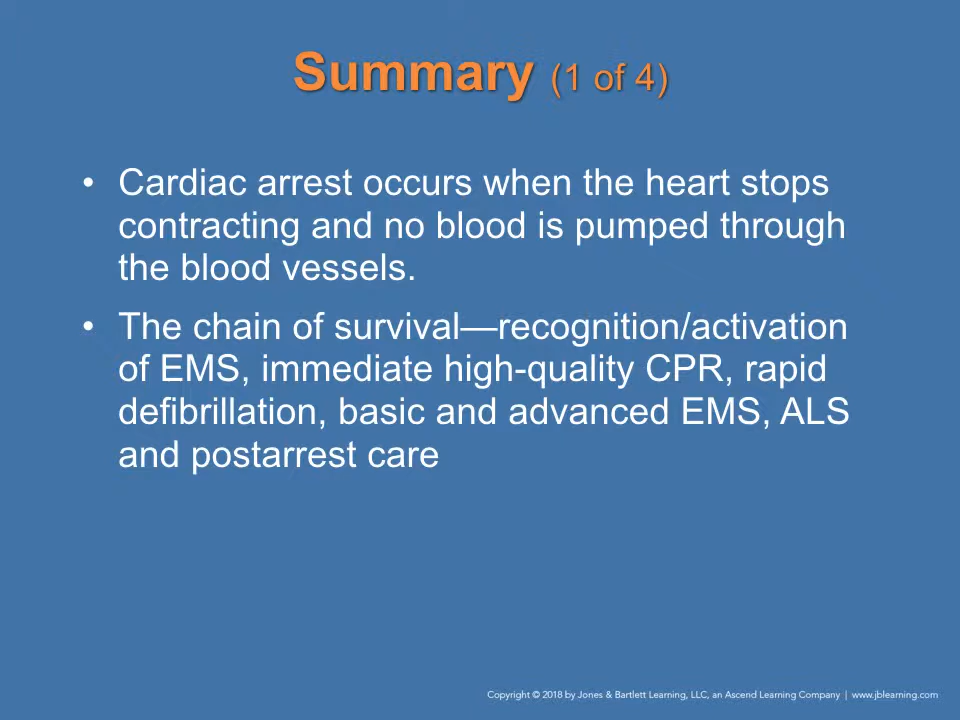 Summary (1 of 4)
• Cardiac arrest occurs when the heart stops
contracting and no blood is pumped through
the blood vessels.
• The chain of survival—recognition/activation
of EMS, immediate high-quality CPR, rapid
defibrillation, basic and advanced EMS, ALS
and postarrest care
Copyright © 2018 by Jones & Bartlett Learning, LLC, an Ascend Learning Company | www.jblearning.com